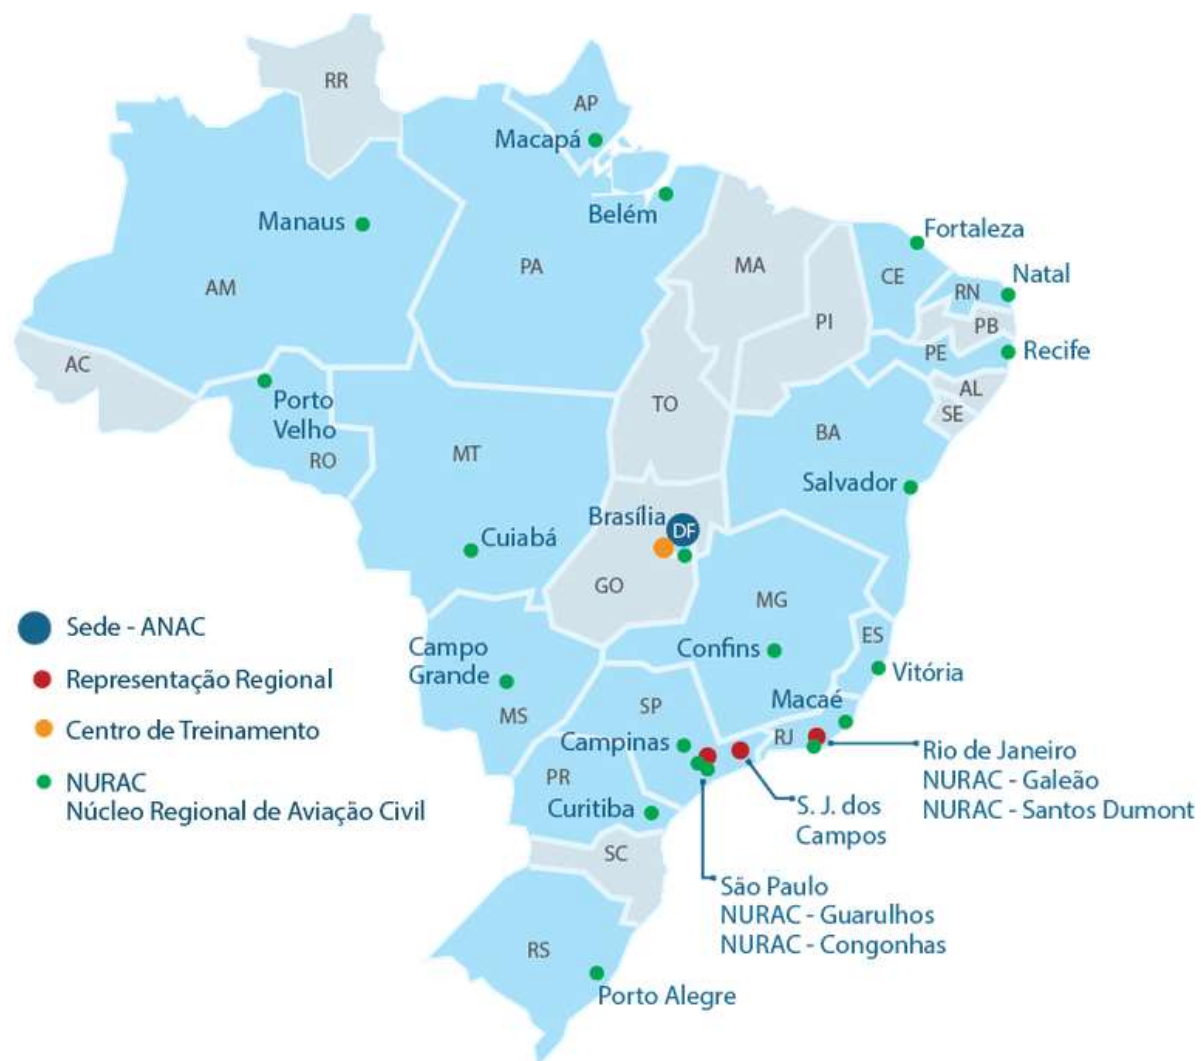 RR
AP
Macapá
Belém
Manaus
Fortaleza
PA
MA
CE
Natal
AM
RN
PI
PB
PE
Recife
AC
AL
Porto
Velho
TO
SE
BA
MT
RO
Salvador
Brasília
DF
Cuiabá
GO
MG
Sede - ANAC
ES
Campo
Grande
Confins
Vitória
Representação Regional
Macaé
SP
MS
Centro de Treinamento
Campinas
RJ
Rio de Janeiro
NURAC - Galeão
NURAC - Santos Dumont
PR
NURAC
Núcleo Regional de Aviação Civil
Curitiba
S. J. dos
Campos
SC
São Paulo
NURAC - Guarulhos
NURAC - Congonhas
RS
Porto Alegre